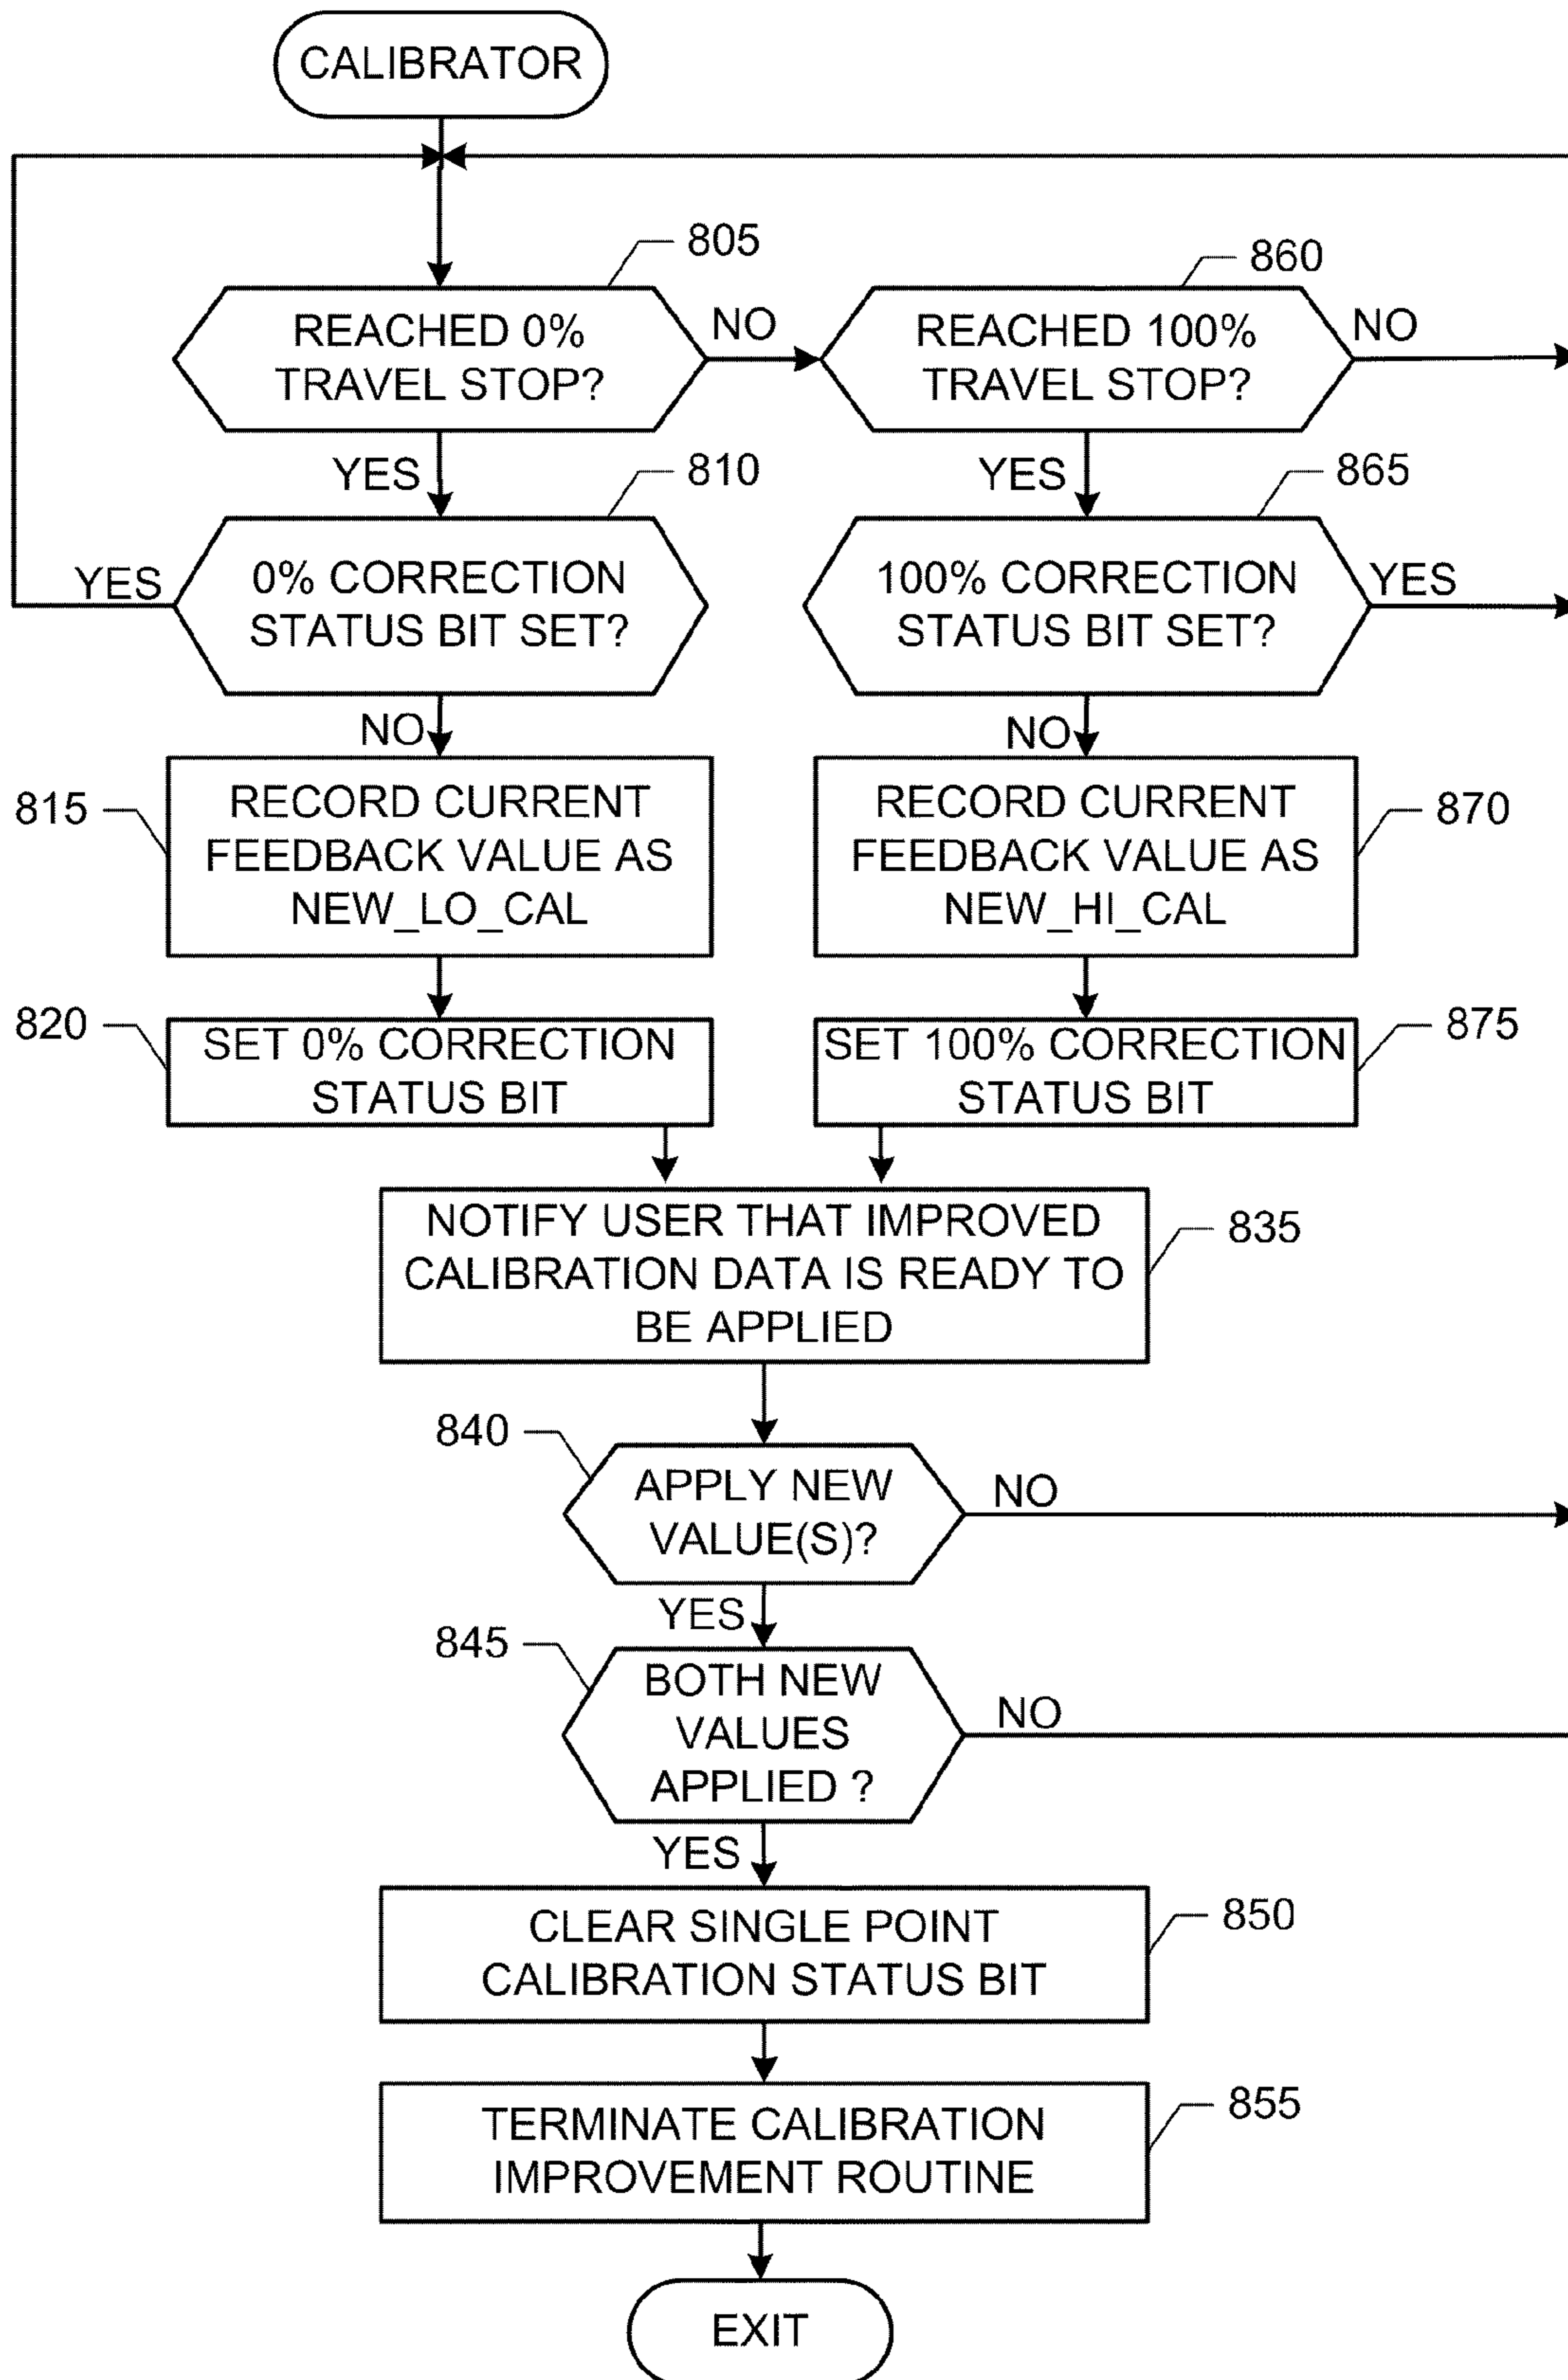 CALIBRATOR
805
860
REACHED 0%
TRAVEL STOP?
NO
REACHED 100%
TRAVEL STOP?
NO
YES
810
YES
865
YES
0% CORRECTION
STATUS BIT SET?
100% CORRECTION
STATUS BIT SET?
YES
NO
NO
815
RECORD CURRENT
FEEDBACK VALUE AS
NEW_LO_CAL
RECORD CURRENT
FEEDBACK VALUE AS
NEW_HI_CAL
870
820
SET 0% CORRECTION
STATUS BIT
SET 100% CORRECTION
STATUS BIT
875
NOTIFY USER THAT IMPROVED
CALIBRATION DATA IS READY TO
BE APPLIED
835
840
APPLY NEW
VALUE(S)?
NO
YES
845
BOTH NEW
VALUES
APPLIED ?
NO
YES
CLEAR SINGLE POINT
CALIBRATION STATUS BIT
850
TERMINATE CALIBRATION
IMPROVEMENT ROUTINE
855
EXIT